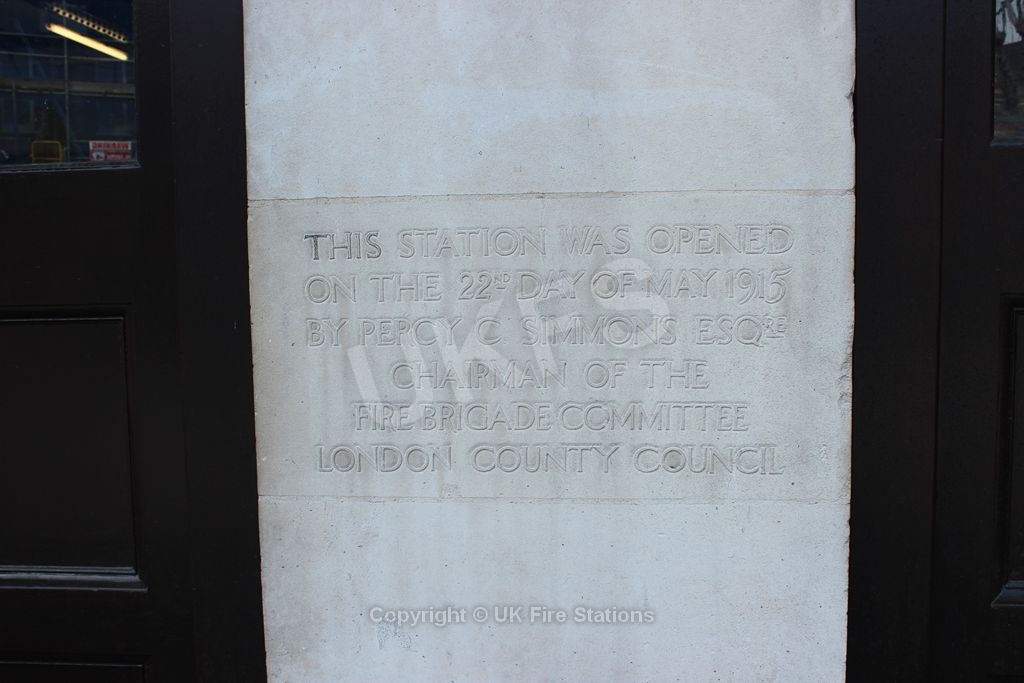 THIS STATION WAS OPENED
ON THE 22ND DAY OF MAY 1915
BY PERCY C SIMMONS ESQRE
CHAIRMAN OF THE
FIRE BRIGADE COMMITTEE
LONDON COUNTY COUNCIL
UKFS
Copyright © UK Fire Stations